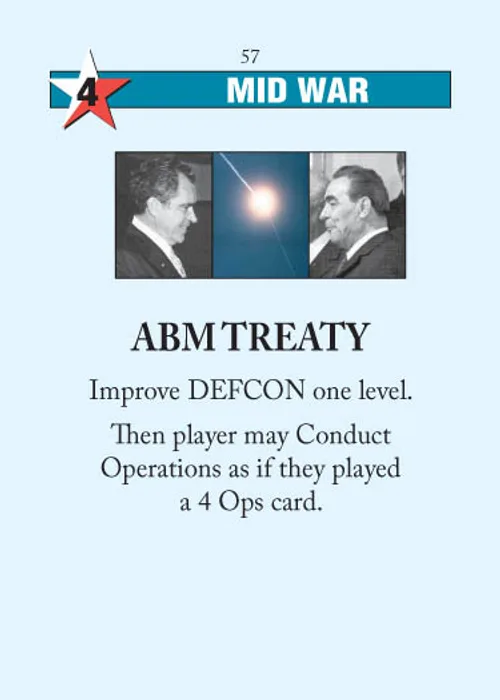 57
4
MID WAR
ABM TREATY
Improve DEFCON one level.
Then player may Conduct
Operations as if they played
a 4 Ops card.